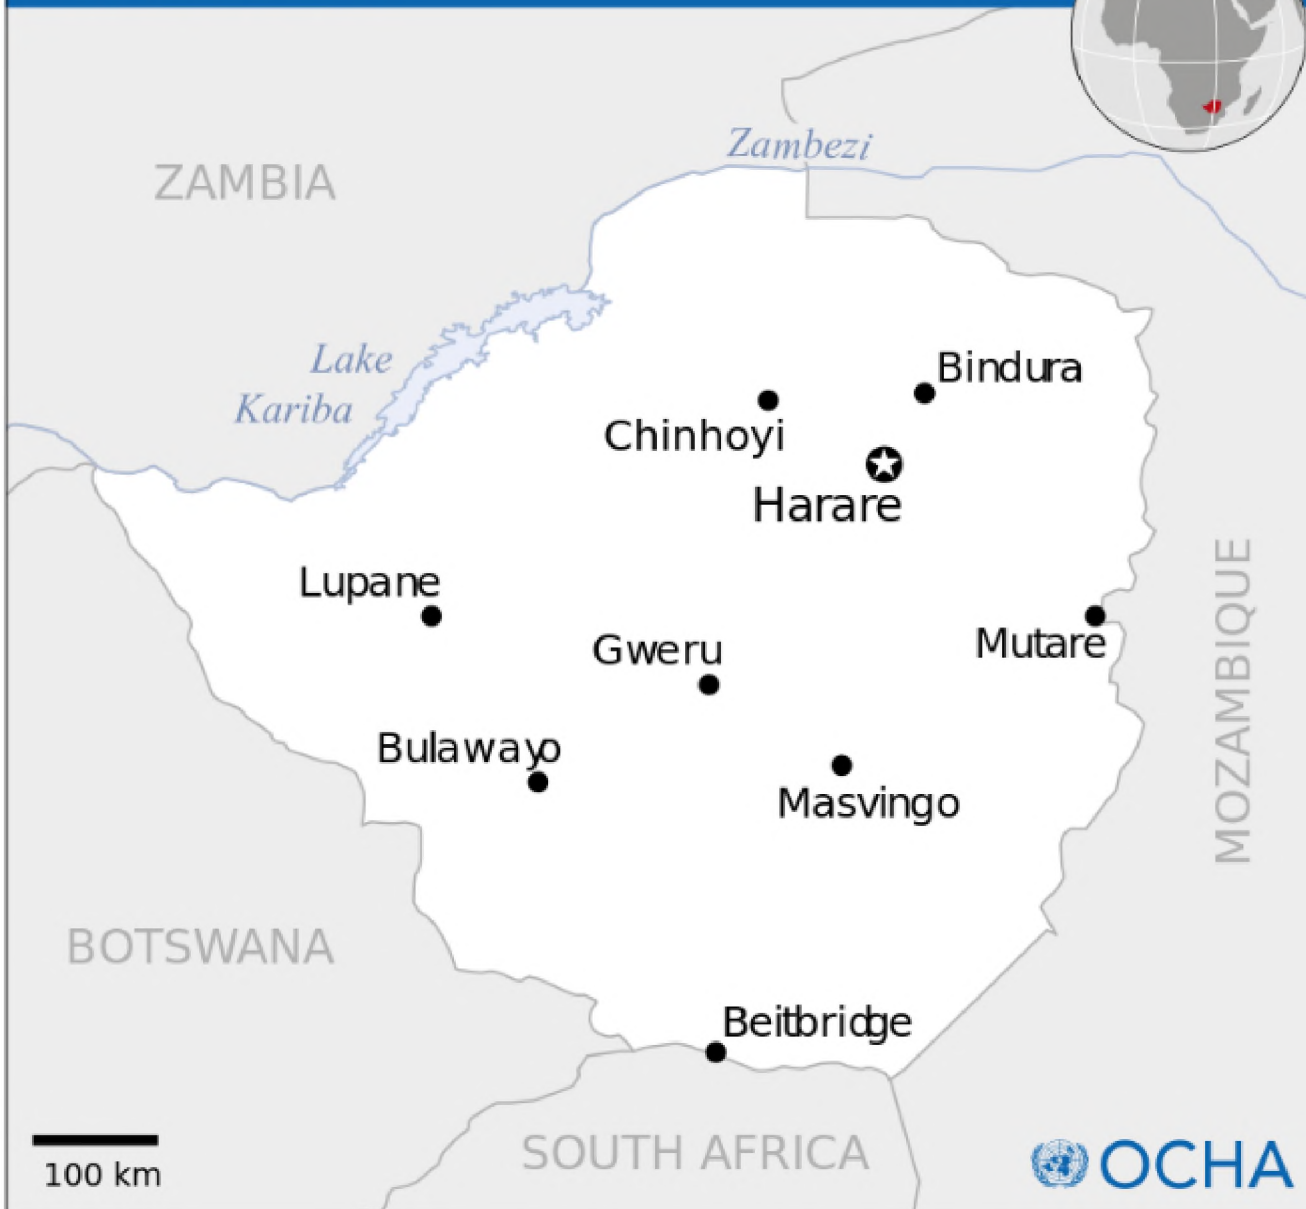 Zambezi
ZAMBIA
Lake
Kariba
Bindura
Chinhoyi
Harare
Lupane
Gweru
Mutare
MOZAMBIQUE
Bulawayo
Masvingo
BOTSWANA
Beitbridge
SOUTH AFRICA
100 km
OCHA